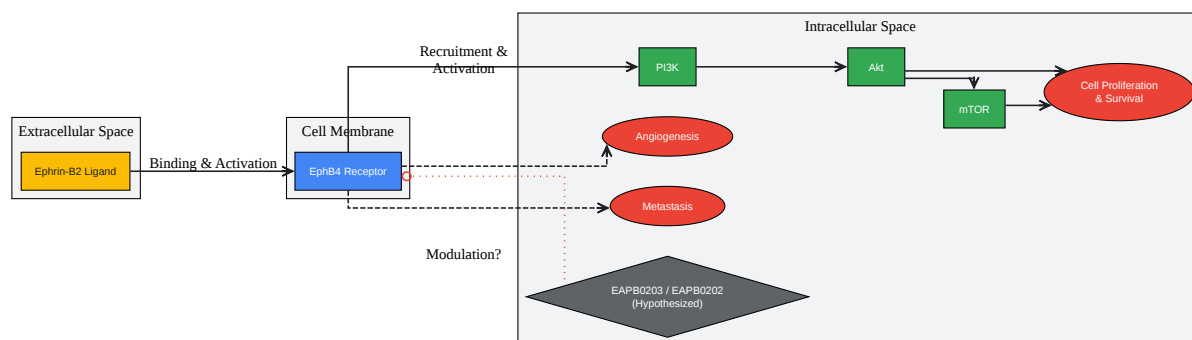 Intracellular Space
Recruitment &
Activation
PI3K
Akt
Cell Proliferation
& Survival
mTOR
Extracellular Space
Cell Membrane
Angiogenesis
Binding & Activation
Ephrin-B2 Ligand
EphB4 Receptor
Metastasis
Modulation?
EAPB0203 / EAPB0202
(Hypothesized)